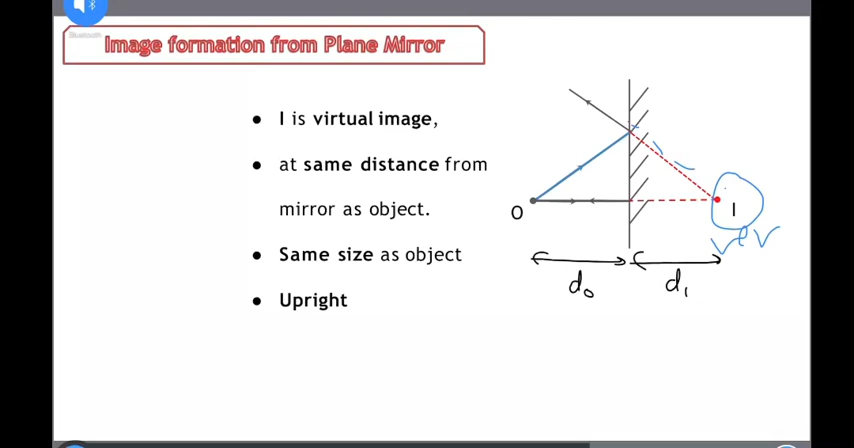 Bluetooth
Image formation from Plane Mirror
● I is virtual image,
● at same distance from
mirror as object.
● Same size as object
● Upright
O
I
d₀
d₁